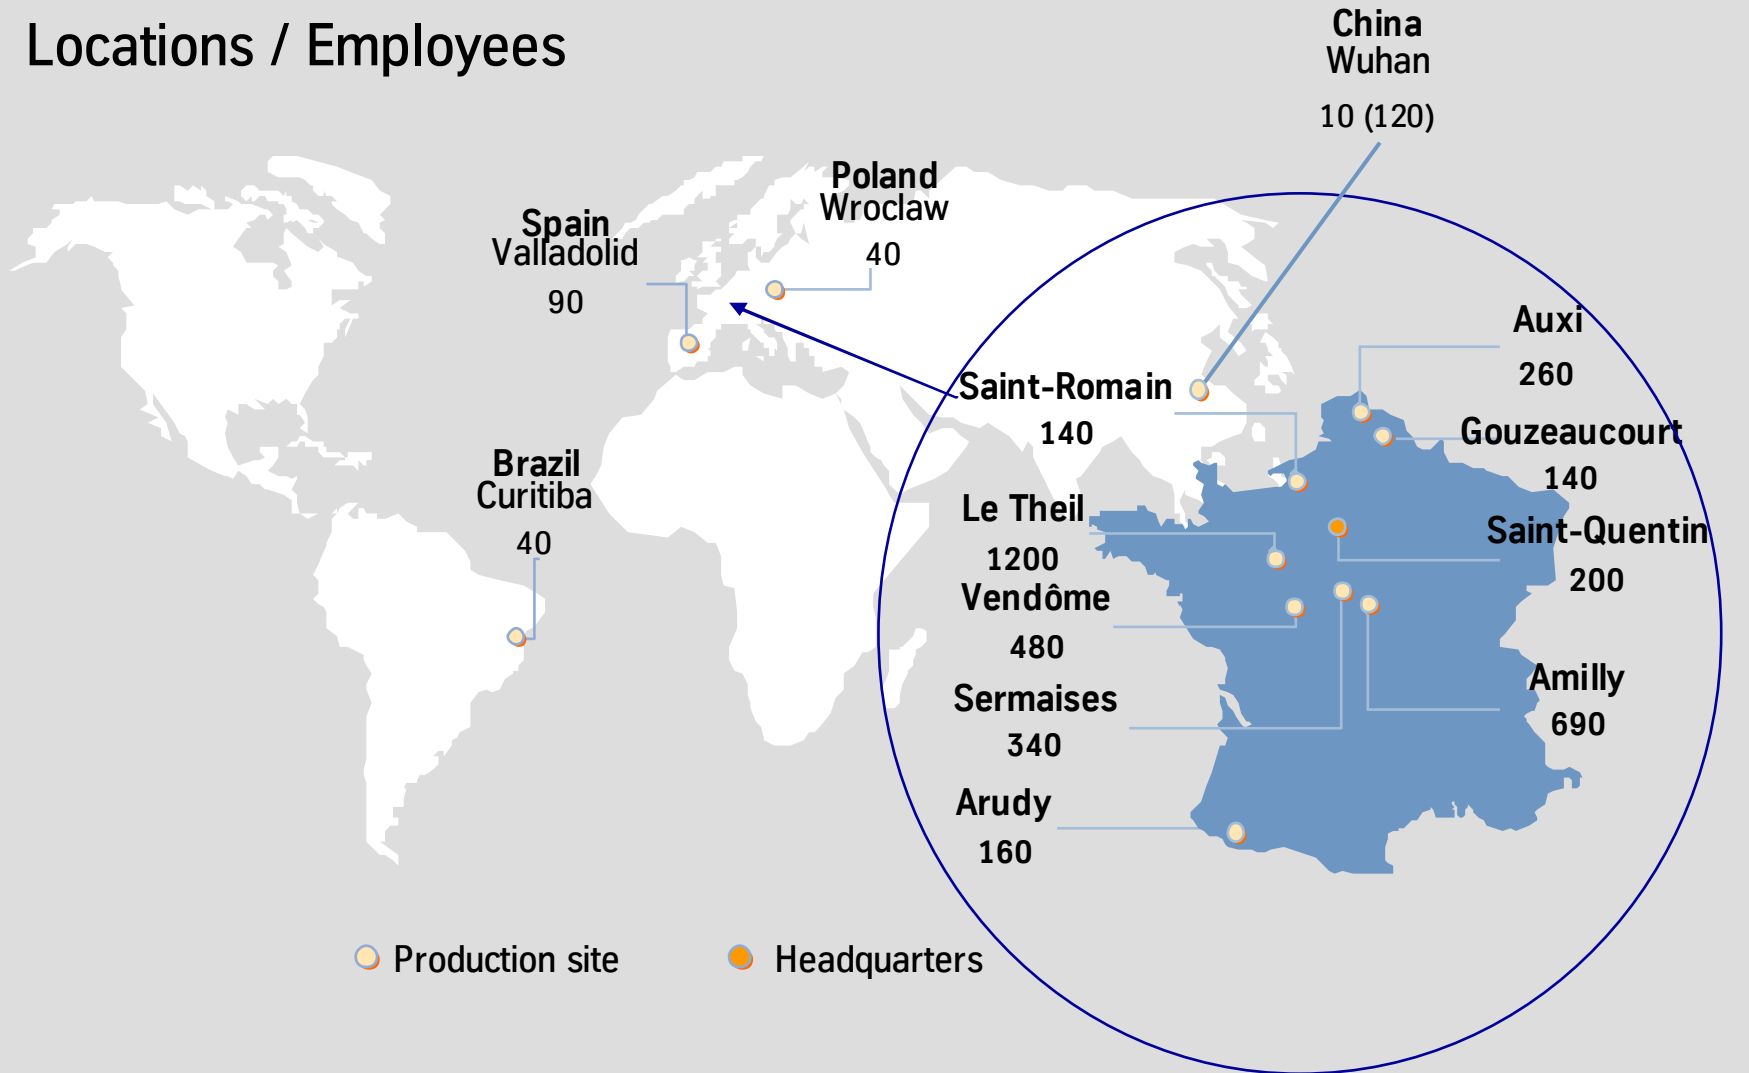 Locations / Employees
China
Wuhan
10 (120)
Poland
Wroclaw
40
Spain
Valladolid
90
Auxi
260
Saint-Romain
140
Gouzeaucourt
140
Brazil
Curitiba
40
Le Theil
1200
Saint-Quentin
200
Vendôme
480
Sermaises
340
Amilly
690
Arudy
160
Production site
Headquarters